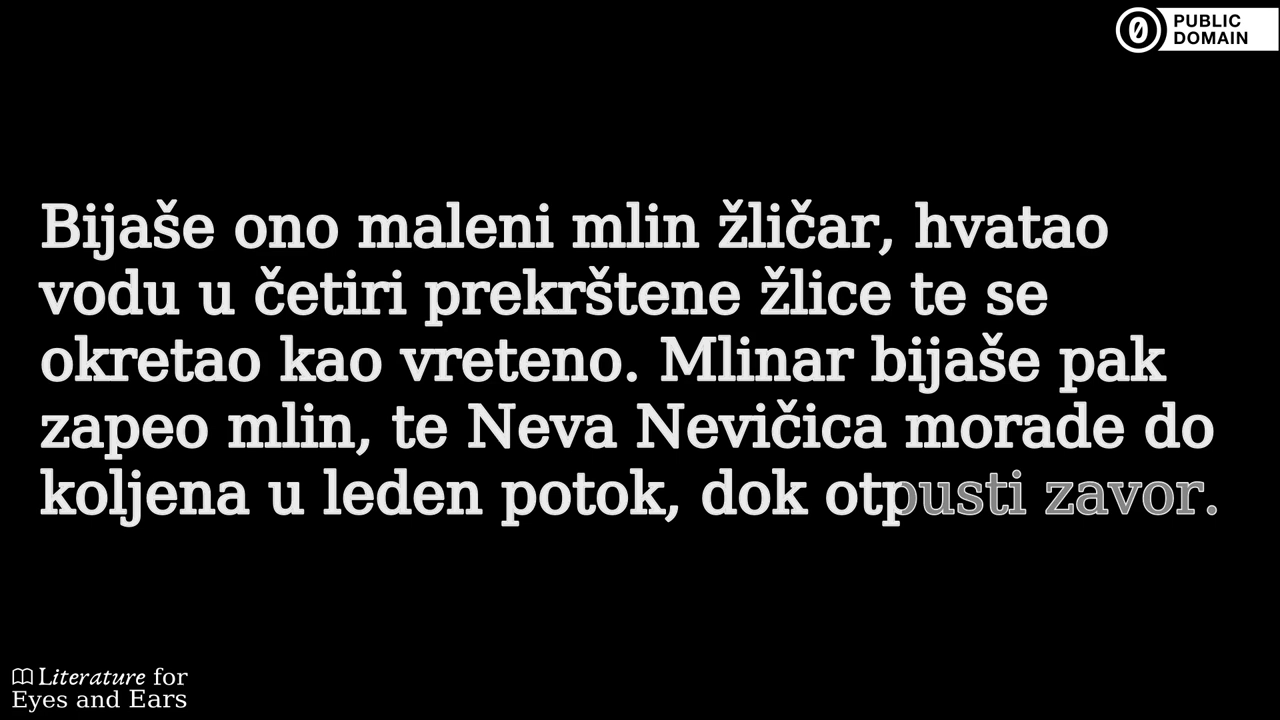 PUBLIC
DOMAIN
Bijaše ono maleni mlin žličar, hvatao
vodu u četiri prekrštene žlice te se
okretao kao vreteno. Mlinar bijaše pak
zapeo mlin, te Neva Nevičica morade do
koljena u leden potok, dok otpusti zavor.
Literature for
Eyes and Ears